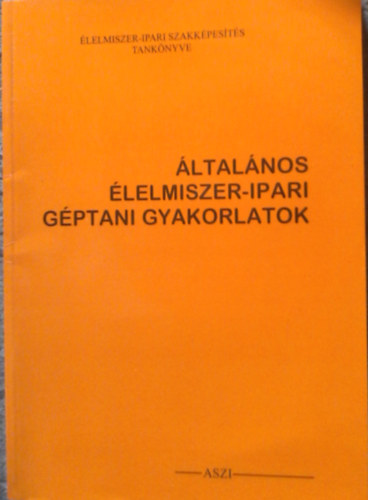 ÉLELMISZER-IPARI SZAKKÉPESÍTÉS
TANKÖNYVE
ÁLTALÁNOS
ÉLELMISZER-IPARI
GÉPTANI GYAKORLATOK
ASZI